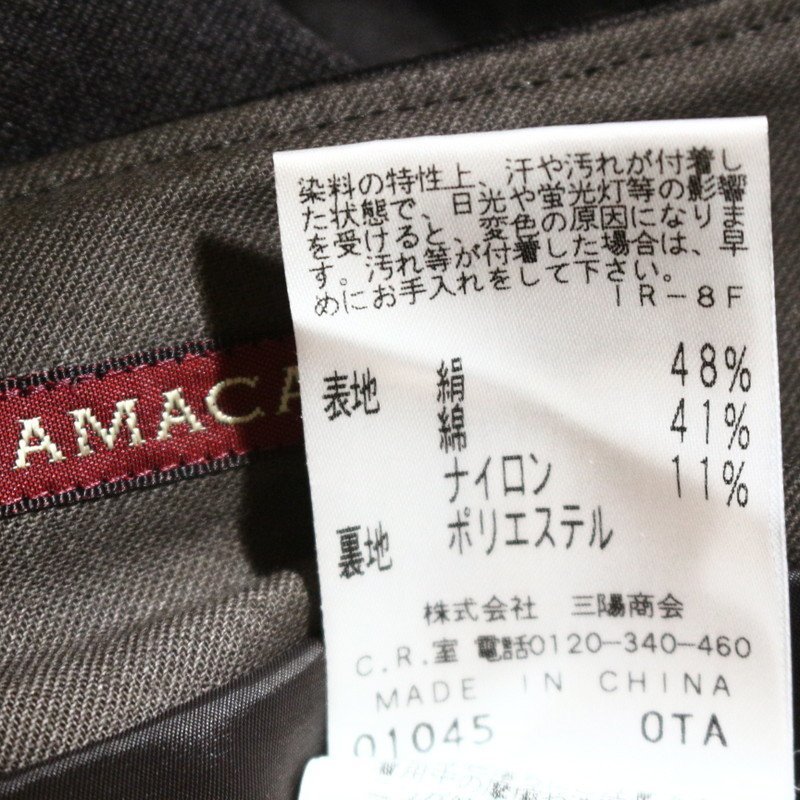 染料の特性上、汗や汚れが付着し
た状態で、日光や蛍光灯等の影響
を受けると、変色の原因になりま
す。汚れ等が付着した場合は、早
めにお手入れをして下さい。
IR-8F
表地 絹 48%
綿 41%
ナイロン 11%
裏地 ポリエステル
株式会社 三陽商会
C.R.室 電話0120-340-460
MADE IN CHINA
01045 OTA
AMACA